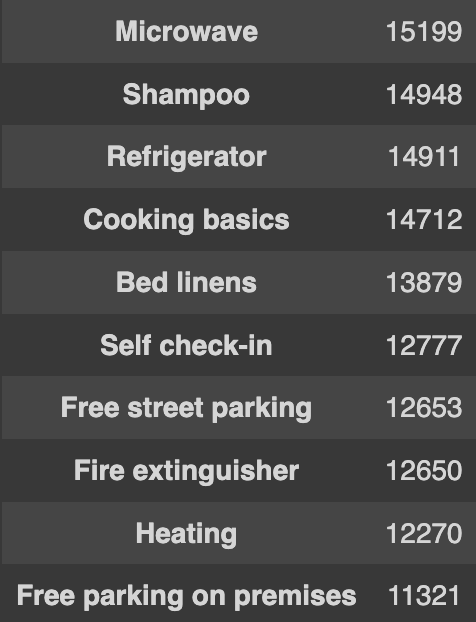 Microwave 15199
Shampoo 14948
Refrigerator 14911
Cooking basics 14712
Bed linens 13879
Self check-in 12777
Free street parking 12653
Fire extinguisher 12650
Heating 12270
Free parking on premises 11321